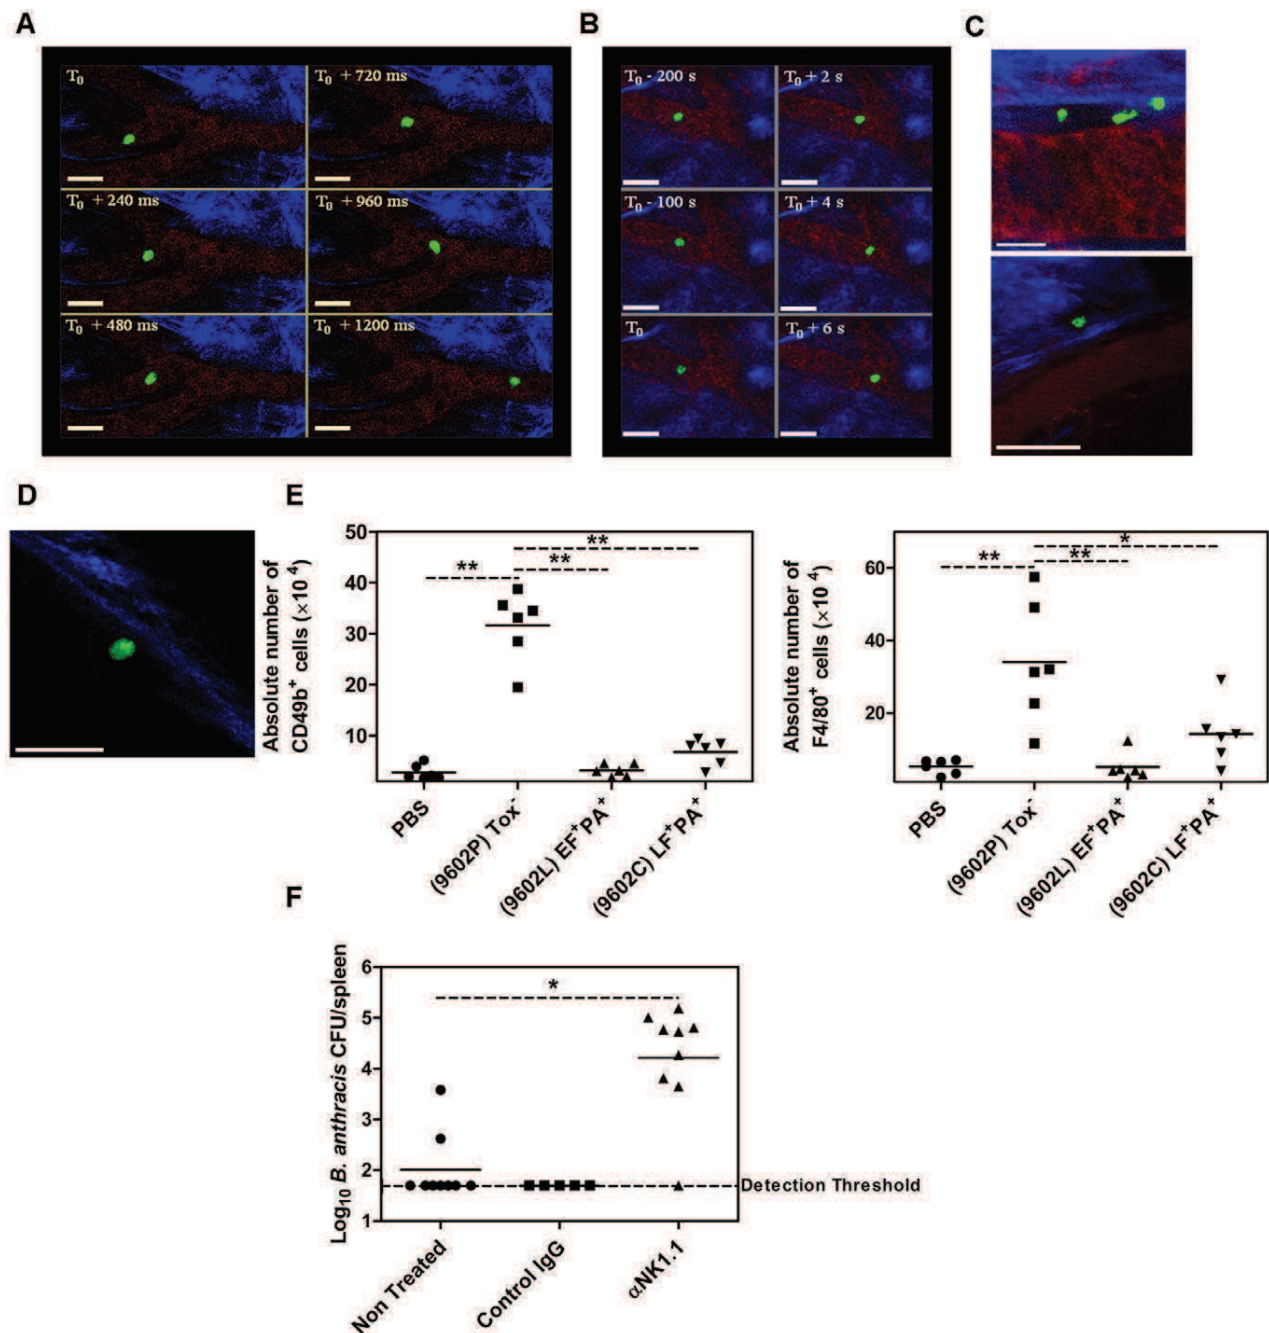 A
T0
T0 + 720 ms
T0 + 240 ms
T0 + 960 ms
T0 + 480 ms
T0 + 1200 ms
B
T0 - 200 s
T0 + 2 s
T0 - 100 s
T0 + 4 s
T0
T0 + 6 s
C
D
E
Absolute number of
CD49b+ cells (×10 4)
50
40
30
20
10
**
**
**
PBS
(9602P) Tox-
(9602L) EF+PA+
(9602C) LF+PA+
Absolute number of
F4/80+ cells (×10 4)
60
40
20
**
**
*
PBS
(9602P) Tox-
(9602L) EF+PA+
(9602C) LF+PA+
F
Log10 B. anthracis CFU/spleen
6
5
4
3
2
1
*
Detection Threshold
Non Treated
Control IgG
αNK1.1